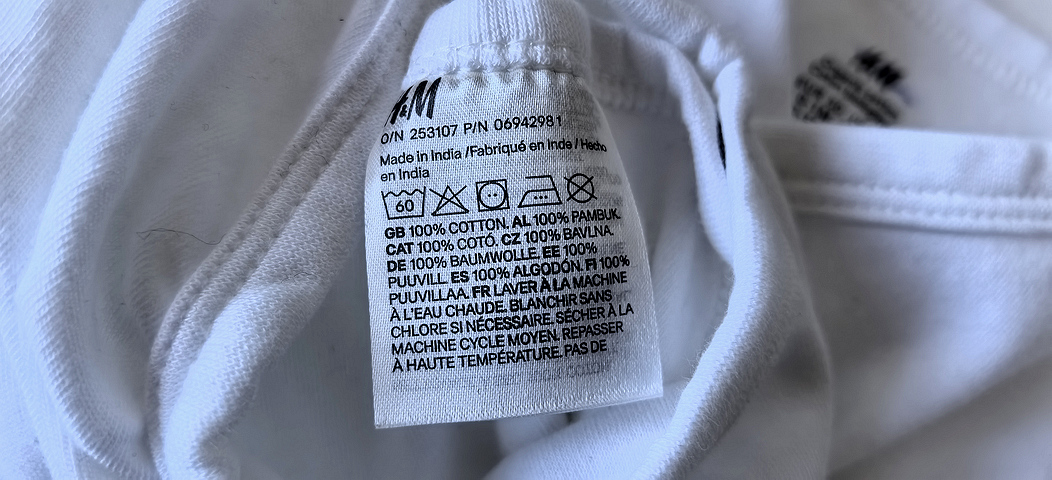 H&M
O/N 253107 P/N 06942981
Made in India /Fabriqué en Inde / Hecho
en India
60
GB 100% COTTON. AL 100% PAMBUK.
CAT 100% COTÓ. CZ 100% BAVLNA.
DE 100% BAUMWOLLE. EE 100%
PUUVILL. ES 100% ALGODÓN. FI 100%
PUUVILLAA. FR LAVER À LA MACHINE
À L'EAU CHAUDE. BLANCHIR SANS
CHLORE SI NÉCESSAIRE. SÉCHER À LA
MACHINE CYCLE MOYEN. REPASSER
À HAUTE TEMPÉRATURE. PAS DE
H&M